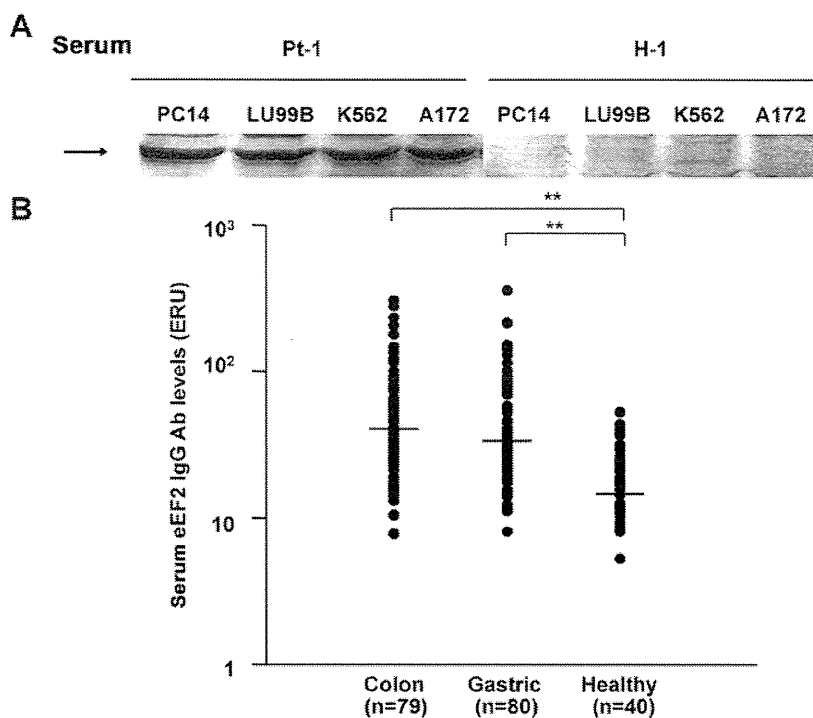 A
Serum
Pt-1 H-1
PC14 LU99B K562 A172 PC14 LU99B K562 A172
B
**
**
10³
10²
10
1
Serum eEF2 IgG Ab levels (ERU)
Colon Gastric Healthy
(n=79) (n=80) (n=40)